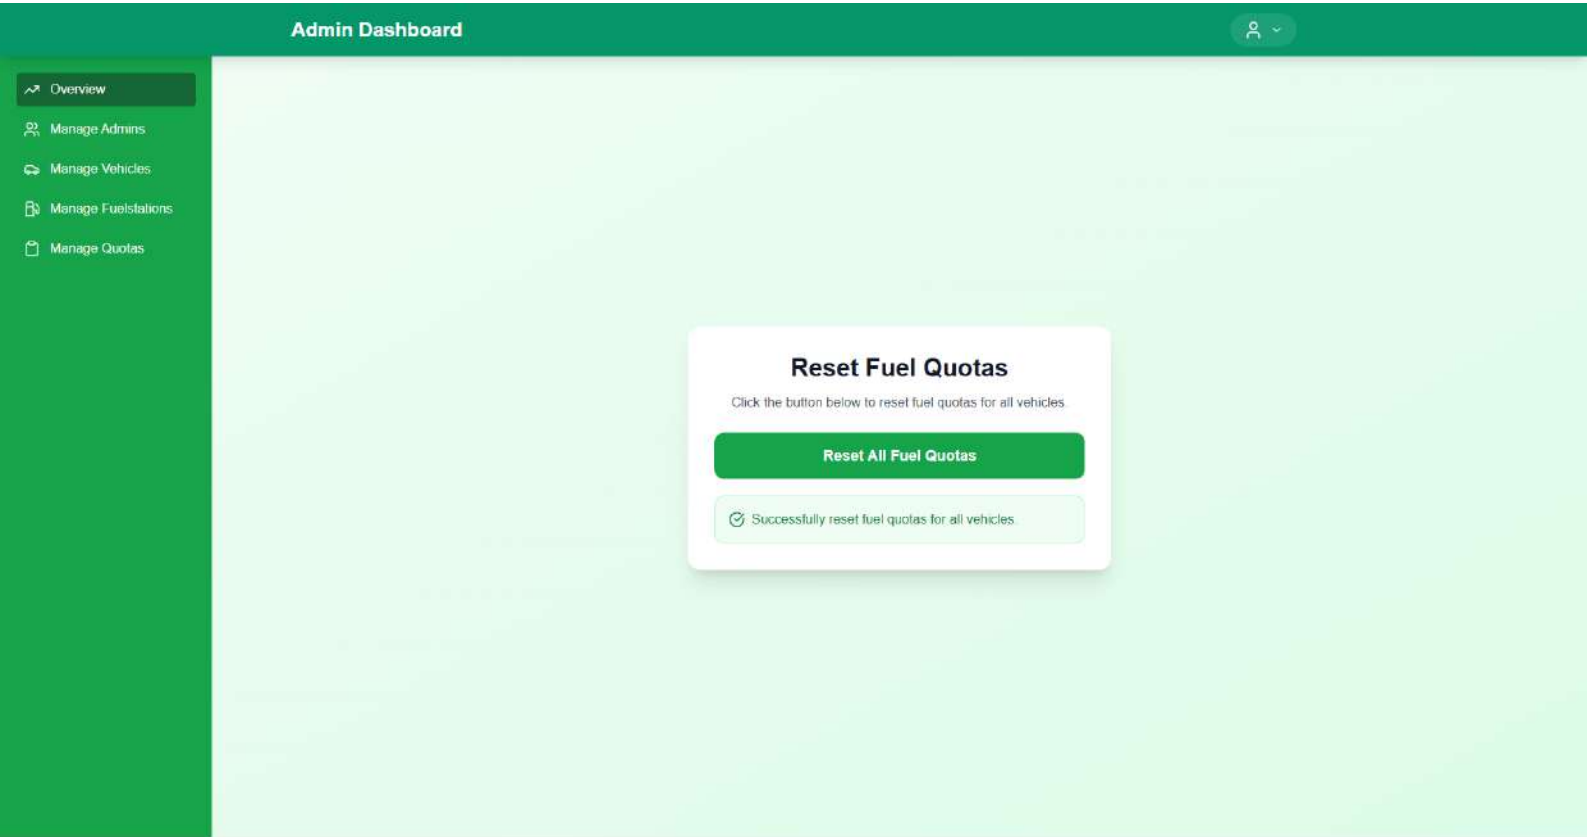 Admin Dashboard
Overview
Manage Admins
Manage Vehicles
Manage Fuelstations
Manage Quotas
Reset Fuel Quotas
Click the button below to reset fuel quotas for all vehicles.
Reset All Fuel Quotas
Successfully reset fuel quotas for all vehicles.